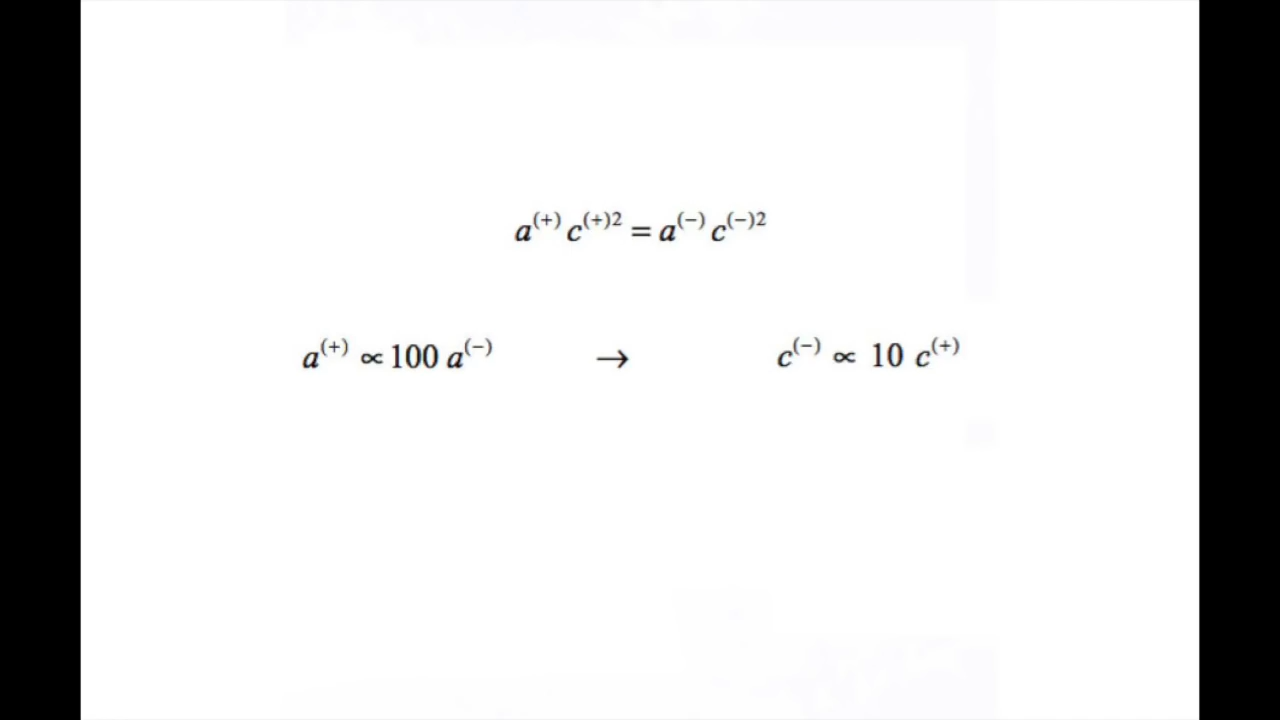 a⁽⁺⁾ c⁽⁺⁾² = a⁽⁻⁾ c⁽⁻⁾²
a⁽⁺⁾ ∝ 100 a⁽⁻⁾ → c⁽⁻⁾ ∝ 10 c⁽⁺⁾